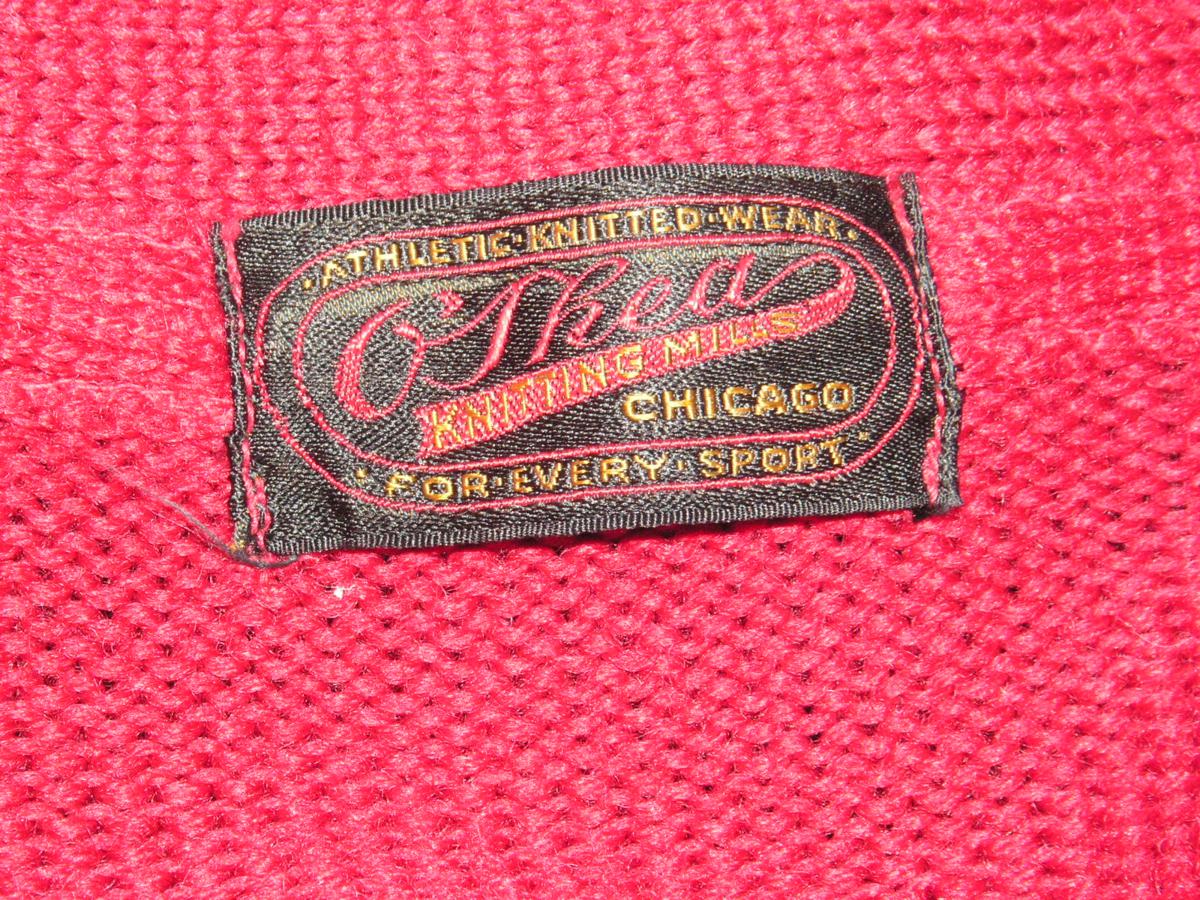 ·ATHLETIC·KNITTED·WEAR·
O'Shea
KNITTING MILLS
CHICAGO
·FOR·EVERY·SPORT·